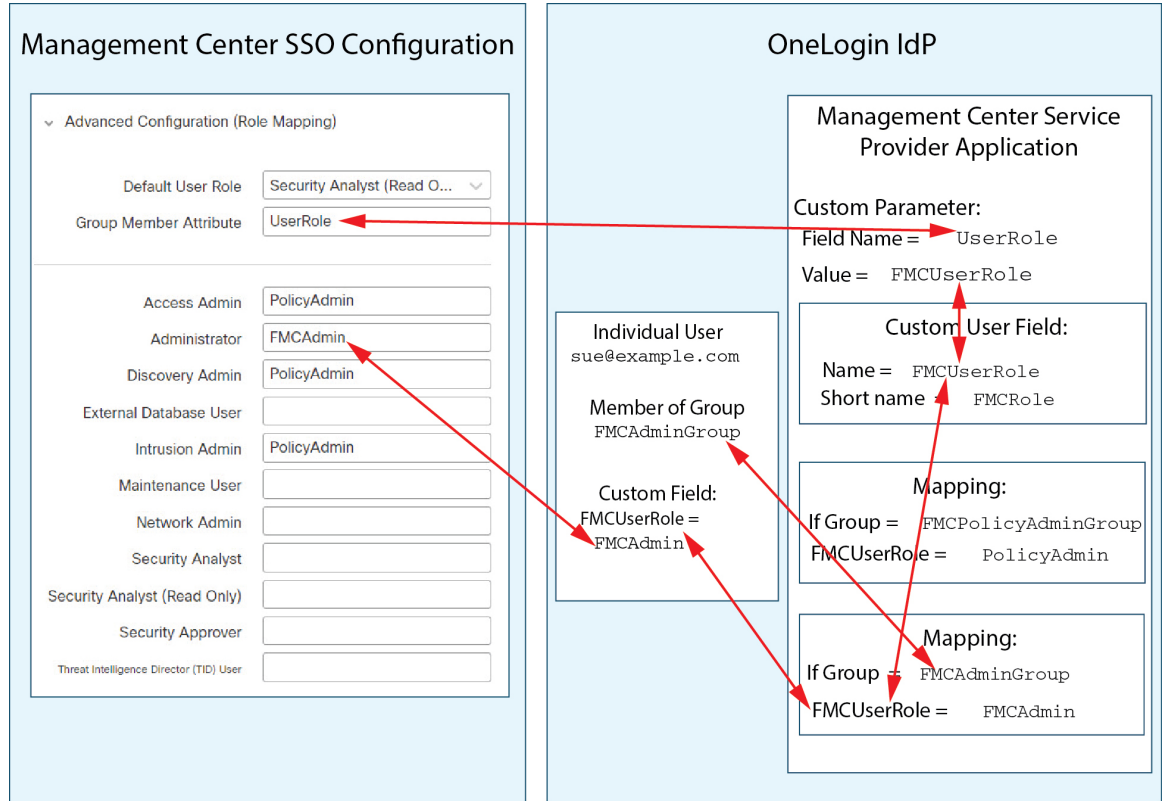 Management Center SSO Configuration
Advanced Configuration (Role Mapping)
Default User Role Security Analyst (Read O...
Group Member Attribute UserRole
Access Admin PolicyAdmin
Administrator FMCAdmin
Discovery Admin PolicyAdmin
External Database User
Intrusion Admin PolicyAdmin
Maintenance User
Network Admin
Security Analyst
Security Analyst (Read Only)
Security Approver
Threat Intelligence Director (TID) User
OneLogin IdP
Individual User
sue@example.com
Member of Group
FMCAdminGroup
Custom Field:
FMCUserRole =
FMCAdmin
Management Center Service
Provider Application
Custom Parameter:
Field Name = UserRole
Value = FMCUserRole
Custom User Field:
Name = FMCUserRole
Short name = FMCRole
Mapping:
If Group = FMCPolicyAdminGroup
FMCUserRole = PolicyAdmin
Mapping:
If Group = FMCAdminGroup
FMCUserRole = FMCAdmin